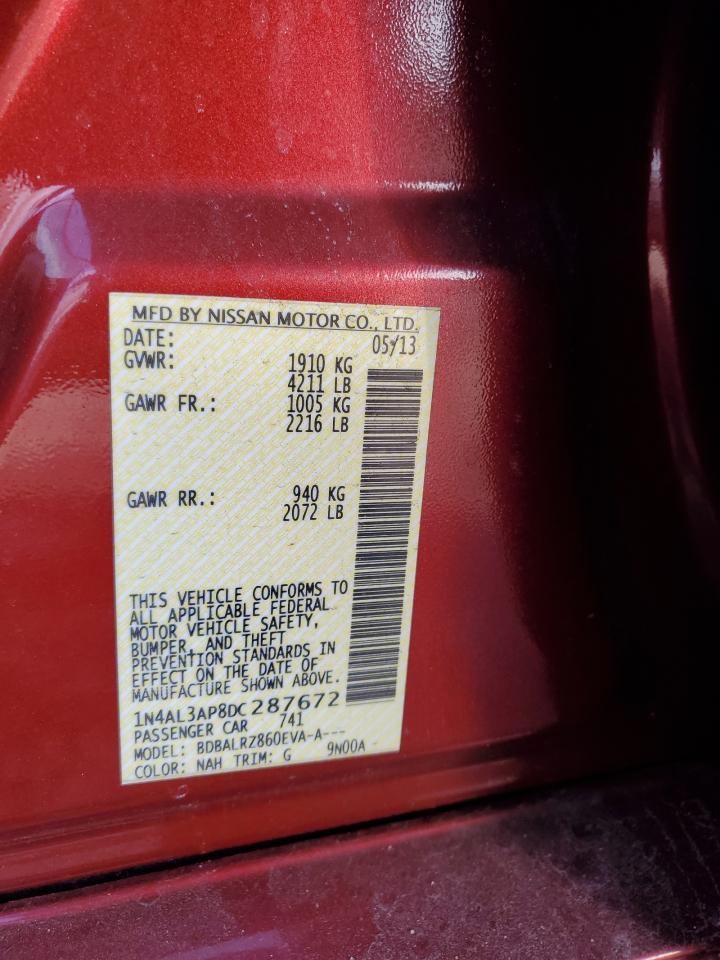 MFD BY NISSAN MOTOR CO., LTD.
DATE: 05/13
GVWR: 1910 KG
4211 LB
GAWR FR.: 1005 KG
2216 LB
GAWR RR.: 940 KG
2072 LB
THIS VEHICLE CONFORMS TO
ALL APPLICABLE FEDERAL
MOTOR VEHICLE SAFETY,
BUMPER, AND THEFT
PREVENTION STANDARDS IN
EFFECT ON THE DATE OF
MANUFACTURE SHOWN ABOVE.
1N4AL3AP8DC287672
PASSENGER CAR 741
MODEL: BDBALRZ860EVA-A---
COLOR: NAH TRIM: G 9N00A